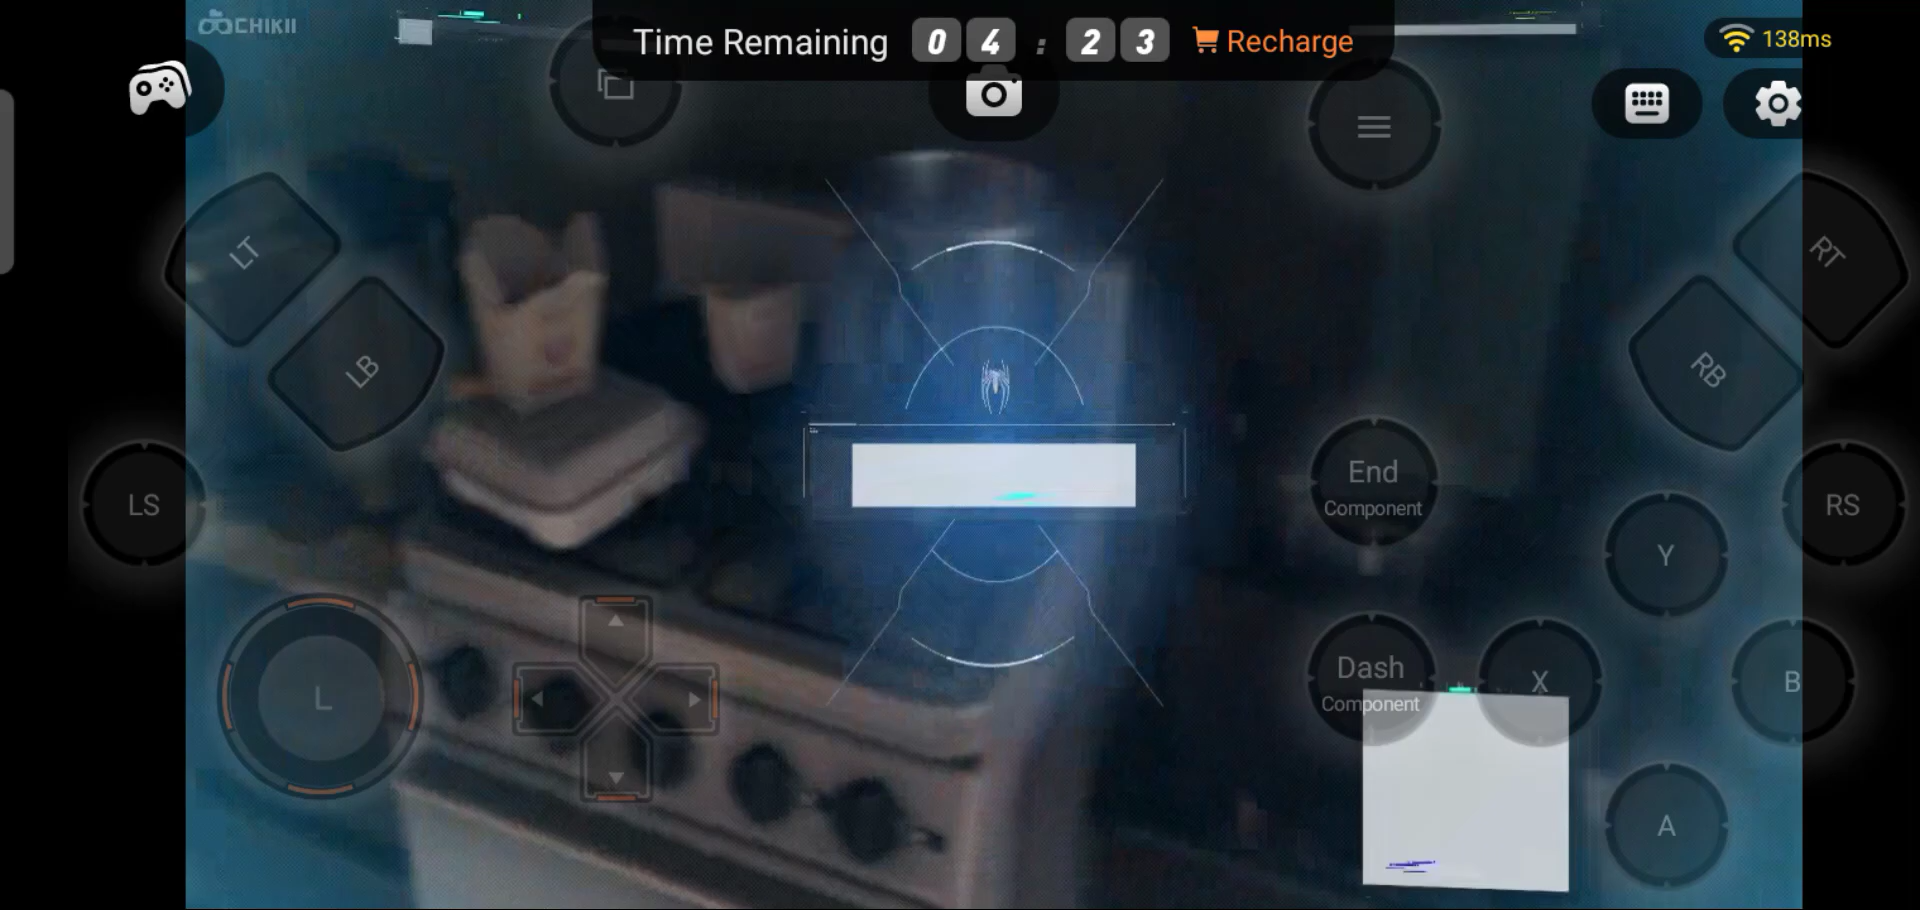 CHIKII
Time Remaining 04:23 Recharge
138ms
LT
RT
LB
RB
LS
End
Component
RS
Y
L
Dash
Component
X
B
A